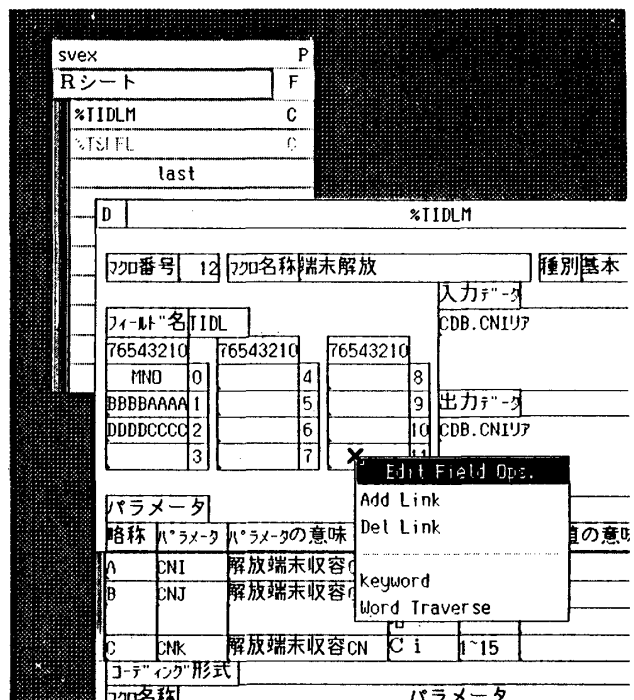 svex P
Rシート F
%TIDLM C
%TSLFL C
last
D %TIDLM
マクロ番号 12 マクロ名称 端末解放 種別 基本
入力データ
フィールド名 TIDL CDB.CNIリア
76543210 76543210 76543210
MNO 0 4 8
BBBBAAAA 1 5 9 出力データ
DDDDCCCC 2 6 10 CDB.CNIリア
3 7 11
Edit Field Ops.
Add Link
Del Link
Keyword
Word Traverse
パラメータ
略称 パラメータ パラメータの意味 値の意味
A CNI 解放端末収容
B CNJ 解放端末収容
C CNK 解放端末収容CN C i 1~15
コーディング形式
マクロ名称 パラメータ